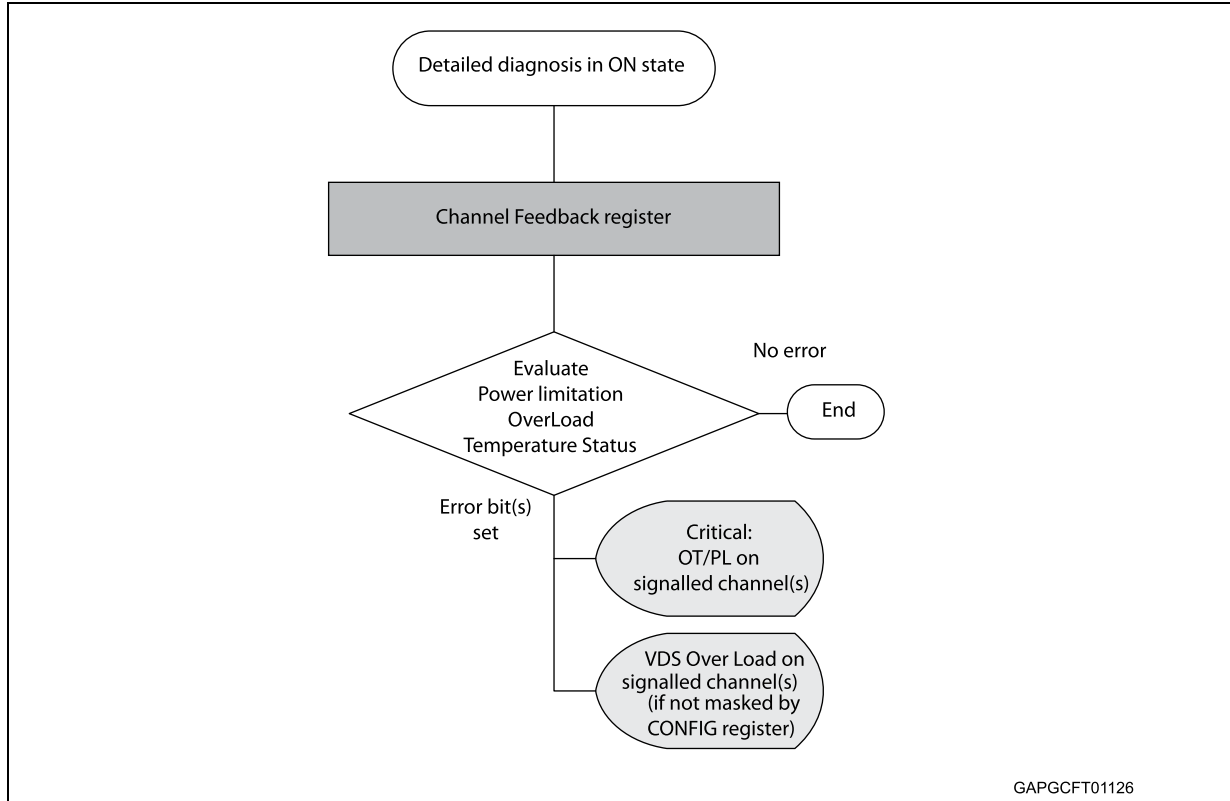 Detailed diagnosis in ON state
Channel Feedback register
Evaluate
Power limitation
OverLoad
Temperature Status
No error
End
Error bit(s)
set
Critical:
OT/PL on
signalled channel(s)
VDS Over Load on
signalled channel(s)
(if not masked by
CONFIG register)
GAPGCFT01126